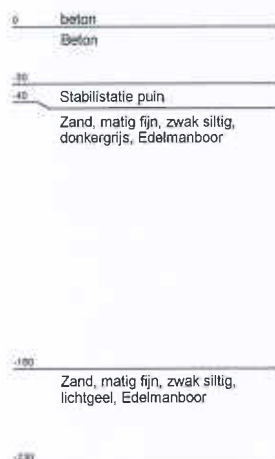 0 beton
Beton
-30
-40 Stabilistatie puin
Zand, matig fijn, zwak siltig,
donkergrijs, Edelmanboor
-180
Zand, matig fijn, zwak siltig,
lichtgeel, Edelmanboor
-230